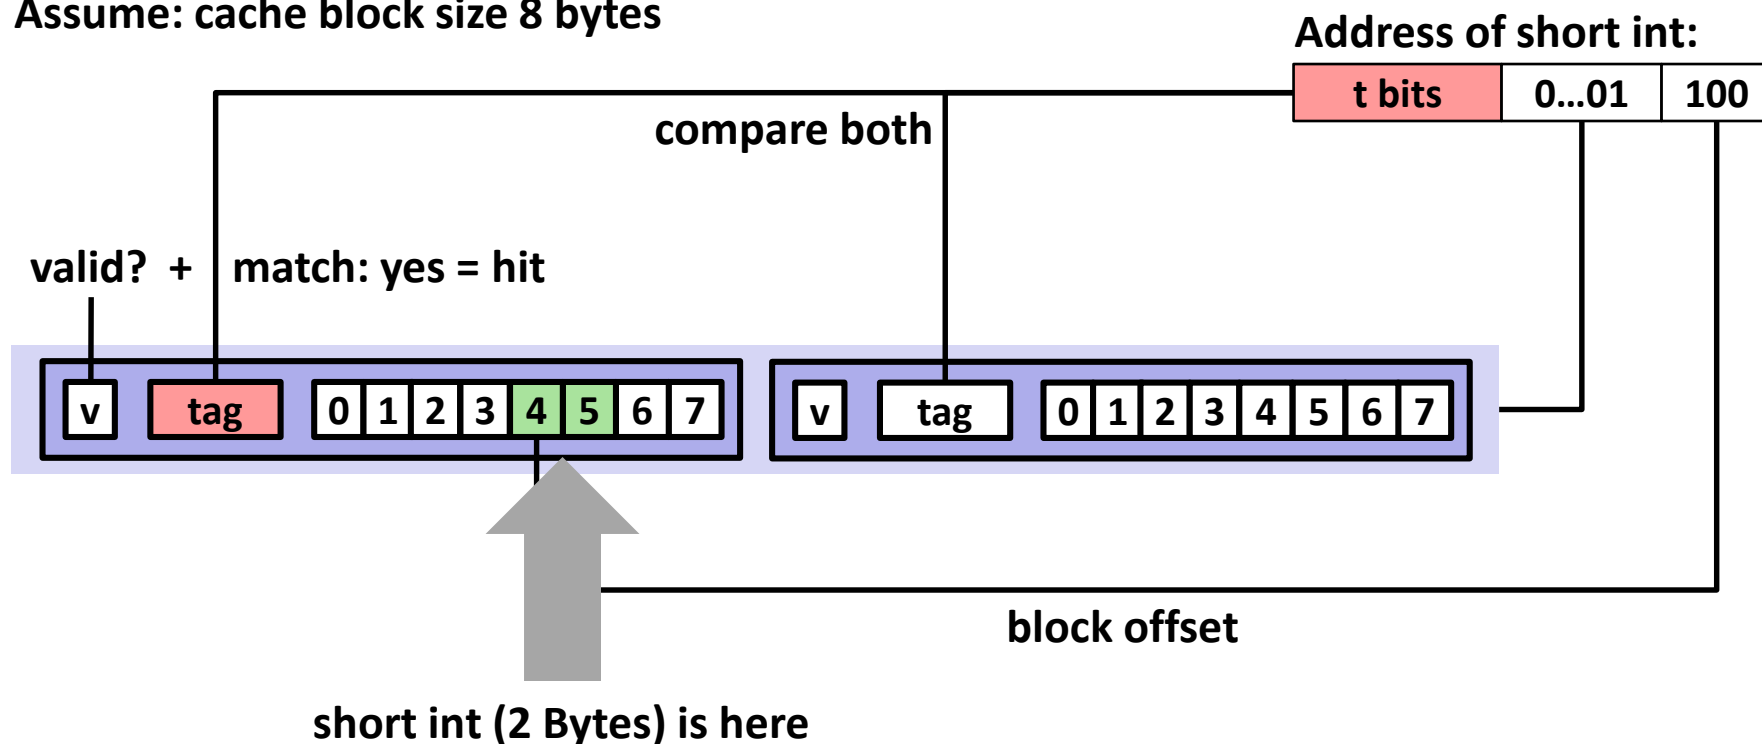 Assume: cache block size 8 bytes
Address of short int:
t bits 0...01 100
compare both
valid? + match: yes = hit
v tag 0 1 2 3 4 5 6 7 v tag 0 1 2 3 4 5 6 7
block offset
short int (2 Bytes) is here